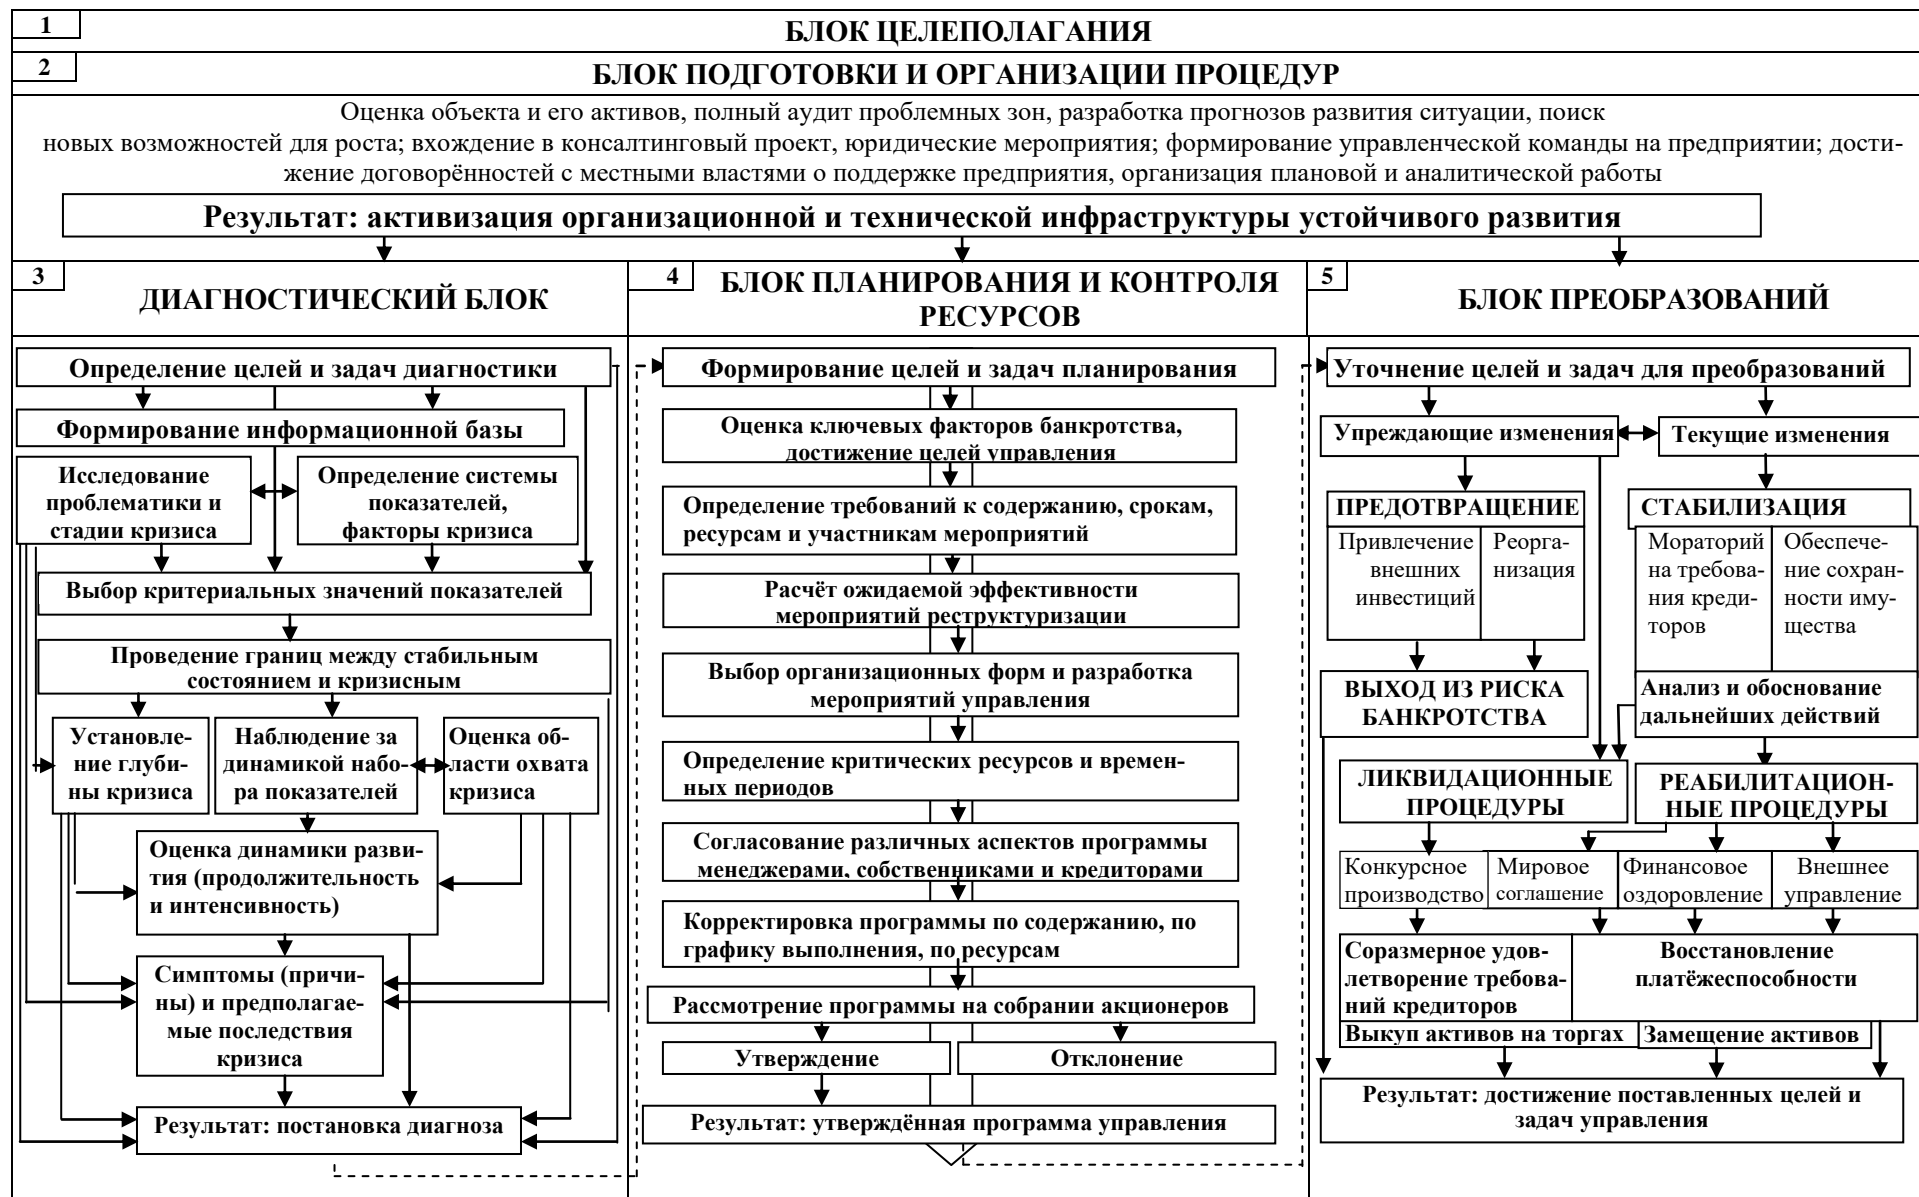 1
БЛОК ЦЕЛЕПОЛАГАНИЯ
2
БЛОК ПОДГОТОВКИ И ОРГАНИЗАЦИИ ПРОЦЕДУР
Оценка объекта и его активов, полный аудит проблемных зон, разработка прогнозов развития ситуации, поиск
новых возможностей для роста; вхождение в консалтинговый проект, юридические мероприятия; формирование управленческой команды на предприятии; дости-
жение договорённостей с местными властями о поддержке предприятия, организация плановой и аналитической работы
Результат: активизация организационной и технической инфраструктуры устойчивого развития
3
ДИАГНОСТИЧЕСКИЙ БЛОК
Определение целей и задач диагностики
Формирование информационной базы
Исследование
проблематики и
стадии кризиса
Определение системы
показателей,
факторы кризиса
Выбор критериальных значений показателей
Проведение границ между стабильным
состоянием и кризисным
Установле-
ние глуби-
ны кризиса
Наблюдение за
динамикой набо-
ра показателей
Оценка об-
ласти охвата
кризиса
Оценка динамики разви-
тия (продолжительность
и интенсивность)
Симптомы (причи-
ны) и предполагае-
мые последствия
кризиса
Результат: постановка диагноза
4
БЛОК ПЛАНИРОВАНИЯ И КОНТРОЛЯ
РЕСУРСОВ
Формирование целей и задач планирования
Оценка ключевых факторов банкротства,
достижение целей управления
Определение требований к содержанию, срокам,
ресурсам и участникам мероприятий
Расчёт ожидаемой эффективности
мероприятий реструктуризации
Выбор организационных форм и разработка
мероприятий управления
Определение критических ресурсов и времен-
ных периодов
Согласование различных аспектов программы
менеджерами, собственниками и кредиторами
Корректировка программы по содержанию, по
графику выполнения, по ресурсам
Рассмотрение программы на собрании акционеров
Утверждение
Отклонение
Результат: утверждённая программа управления
5
БЛОК ПРЕОБРАЗОВАНИЙ
Уточнение целей и задач для преобразований
Упреждающие изменения
Текущие изменения
ПРЕДОТВРАЩЕНИЕ
Привлечение
внешних
инвестиций
Реорга-
низация
СТАБИЛИЗАЦИЯ
Мораторий
на требова-
ния креди-
торов
Обеспече-
ние сохран-
ности иму-
щества
ВЫХОД ИЗ РИСКА
БАНКРОТСТВА
Анализ и обоснование
дальнейших действий
ЛИКВИДАЦИОННЫЕ
ПРОЦЕДУРЫ
РЕАБИЛИТАЦИОН-
НЫЕ ПРОЦЕДУРЫ
Конкурсное
производство
Мировое
соглашение
Финансовое
оздоровление
Внешнее
управление
Соразмерное удов-
летворение требова-
ний кредиторов
Восстановление
платёжеспособности
Выкуп активов на торгах
Замещение активов
Результат: достижение поставленных целей и
задач управления